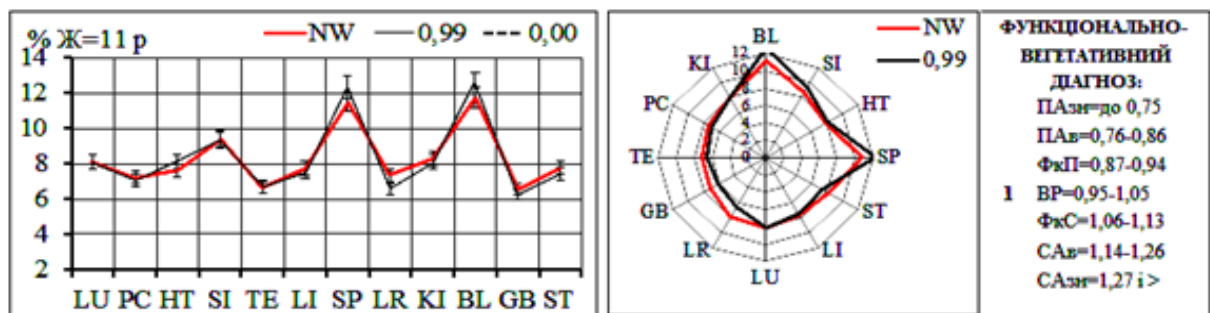 % Ж=11 р
NW
0,99
0,00
14
12
10
8
6
4
2
LU PC HT SI TE LI SP LR KI BL GB ST
NW
0,99
BL
SI
HT
SP
ST
LI
LU
LR
GB
TE
PC
KI
12
10
8
6
4
2
0
ФУНКЦІОНАЛЬНО-
ВЕГЕТАТИВНИЙ
ДІАГНОЗ:
ПАзн=до 0,75
ПАв=0,76-0,86
ФкП=0,87-0,94
1 ВР=0,95-1,05
ФкС=1,06-1,13
САв=1,14-1,26
САзн=1,27 і >